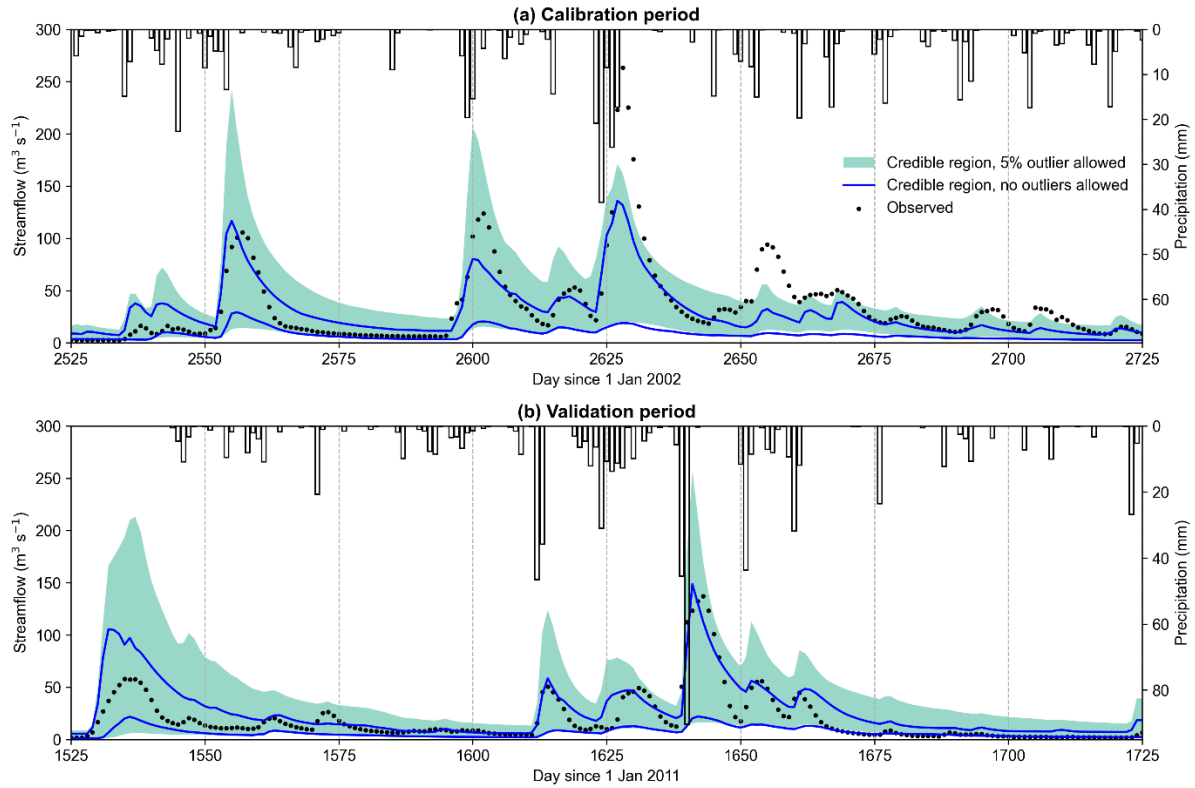 (a) Calibration period
300
250
200
150
100
50
0
Streamflow (m³ s⁻¹)
0
10
20
30
40
50
60
Precipitation (mm)
Credible region, 5% outlier allowed
Credible region, no outliers allowed
Observed
2525 2550 2575 2600 2625 2650 2675 2700 2725
Day since 1 Jan 2002
(b) Validation period
300
250
200
150
100
50
0
Streamflow (m³ s⁻¹)
0
20
40
60
80
Precipitation (mm)
1525 1550 1575 1600 1625 1650 1675 1700 1725
Day since 1 Jan 2011